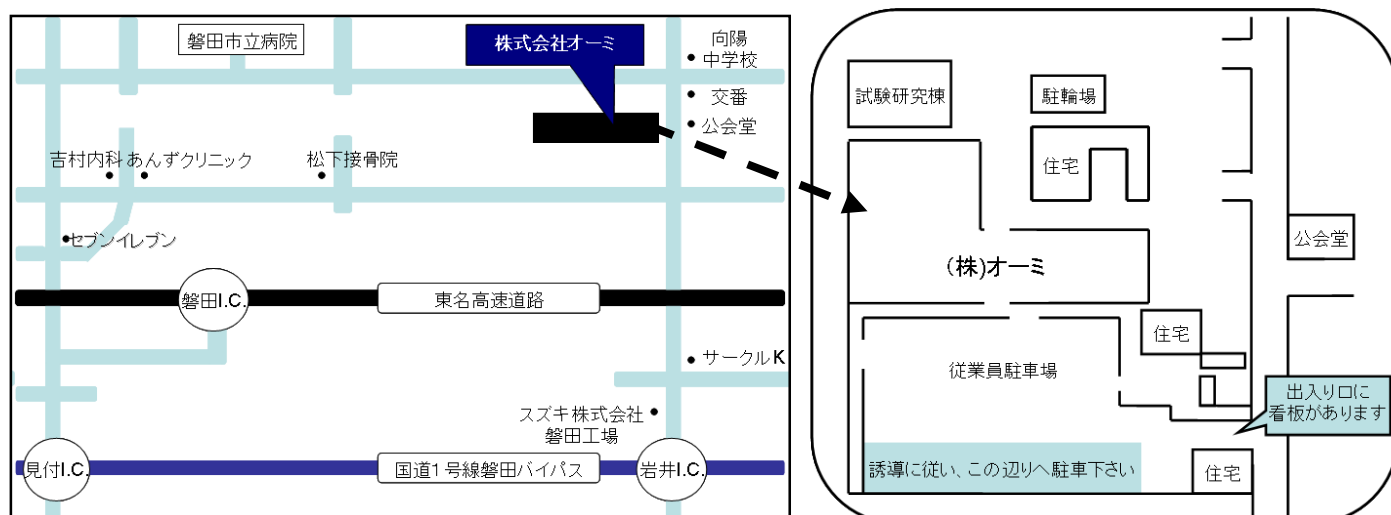 磐田市立病院
株式会社オーミ
向陽
中学校
交番
公会堂
吉村内科
あんずクリニック
松下接骨院
セブンイレブン
磐田I.C.
東名高速道路
サークルK
スズキ株式会社
磐田工場
見付I.C.
国道1号線磐田バイパス
岩井I.C.
試験研究棟
駐輪場
住宅
公会堂
(株)オーミ
住宅
従業員駐車場
出入り口に
看板があります
誘導に従い、この辺りへ駐車下さい
住宅